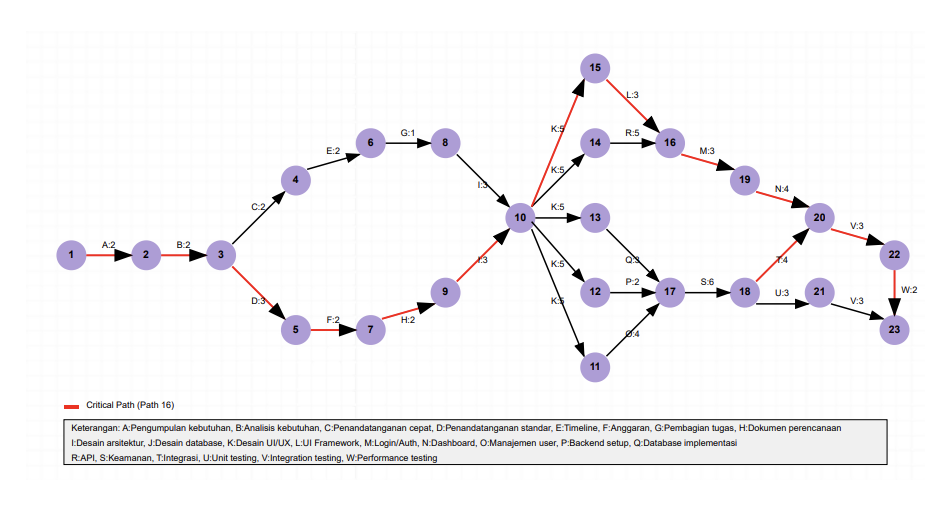 15
L:3
K:5
G:1
R:5
6
8
14
16
E:2
M:3
4
I:3
K:5
19
N:4
C:2
K:5
10
13
20
V:3
A:2
B:2
1
2
3
I:3
K:5
Q:3
T:4
22
D:3
H:2
9
P:2
S:6
12
17
18
U:3
21
W:2
F:2
K:5
V:3
5
7
O:4
23
11
Critical Path (Path 16)
Keterangan: A:Pengumpulan kebutuhan, B:Analisis kebutuhan, C:Penandatanganan cepat, D:Penandatanganan standar, E:Timeline, F:Anggaran, G:Pembagian tugas, H:Dokumen perencanaan
I:Desain arsitektur, J:Desain database, K:Desain UI/UX, L:UI Framework, M:Login/Auth, N:Dashboard, O:Manajemen user, P:Backend setup, Q:Database implementasi
R:API, S:Keamanan, T:Integrasi, U:Unit testing, V:Integration testing, W:Performance testing